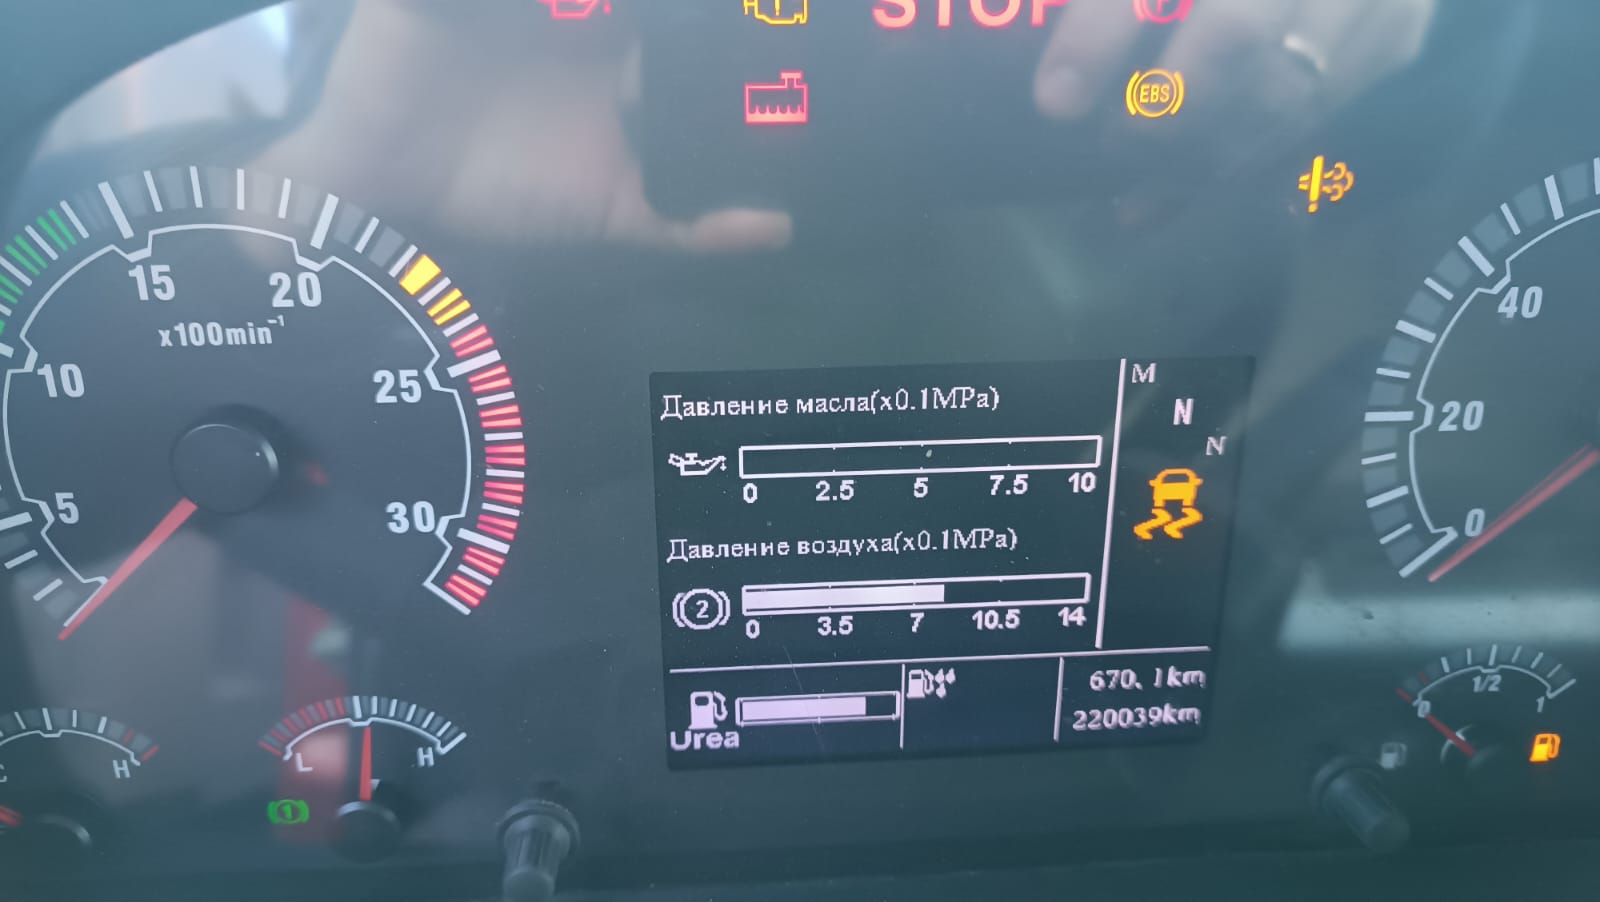 STOP
P
EBS
15
20
x100min⁻¹
10
25
5
30
40
20
0
Давление масла(x0.1MPa)
0 2.5 5 7.5 10
Давление воздуха(x0.1MPa)
2
0 3.5 7 10.5 14
M
N
N
Urea
670.1km
220039km
H
L
H
1
0
1/2
1